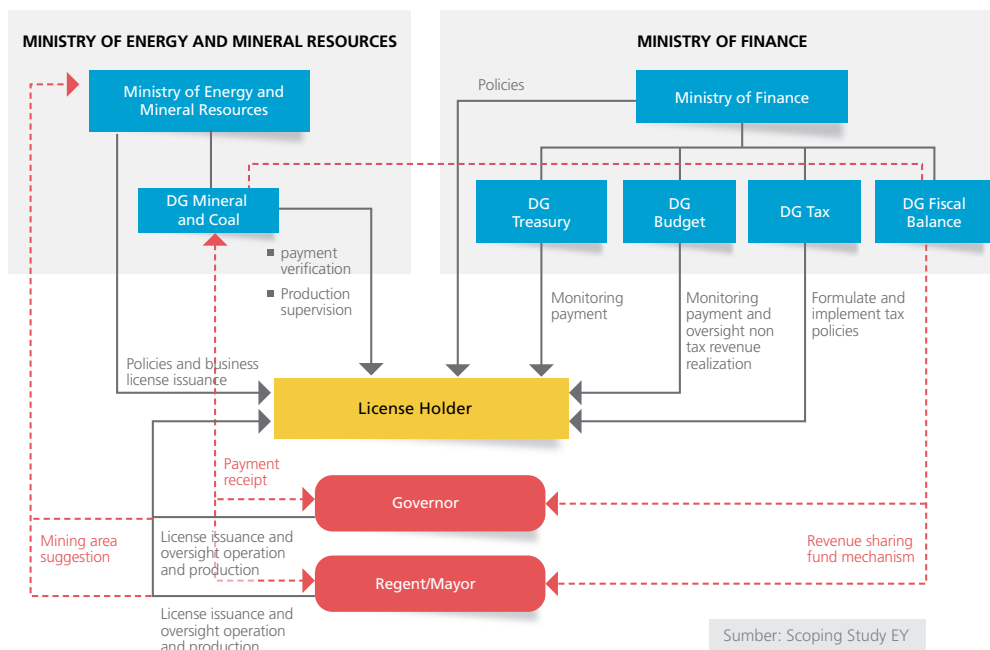 MINISTRY OF ENERGY AND MINERAL RESOURCES
MINISTRY OF FINANCE
Ministry of Energy and
Mineral Resources
Policies
Ministry of Finance
DG Mineral
and Coal
DG
Treasury
DG
Budget
DG Tax
DG Fiscal
Balance
payment
verification
Production
supervision
Monitoring
payment
Monitoring
payment and
oversight non
tax revenue
realization
Formulate and
implement tax
policies
Policies and business
license issuance
License Holder
Payment
receipt
Governor
Mining area
suggestion
License issuance and
oversight operation
and production
Revenue sharing
fund mechanism
Regent/Mayor
License issuance and
oversight operation
and production
Sumber: Scoping Study EY